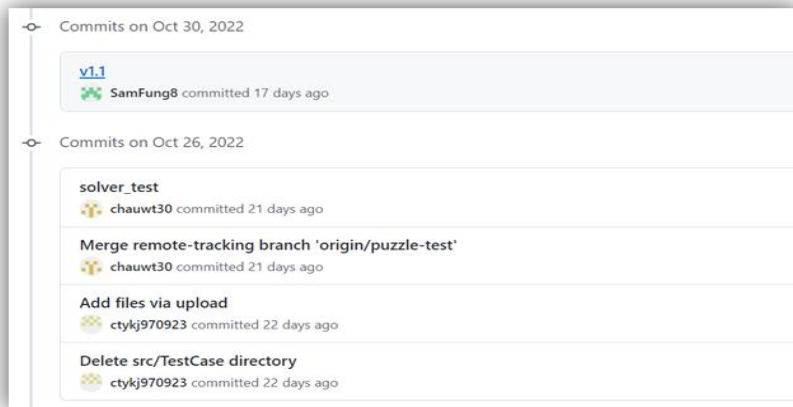 Commits on Oct 30, 2022
v1.1
SamFung8 committed 17 days ago
Commits on Oct 26, 2022
solver_test
chauwt30 committed 21 days ago
Merge remote-tracking branch 'origin/puzzle-test'
chauwt30 committed 21 days ago
Add files via upload
ctykj970923 committed 22 days ago
Delete src/TestCase directory
ctykj970923 committed 22 days ago